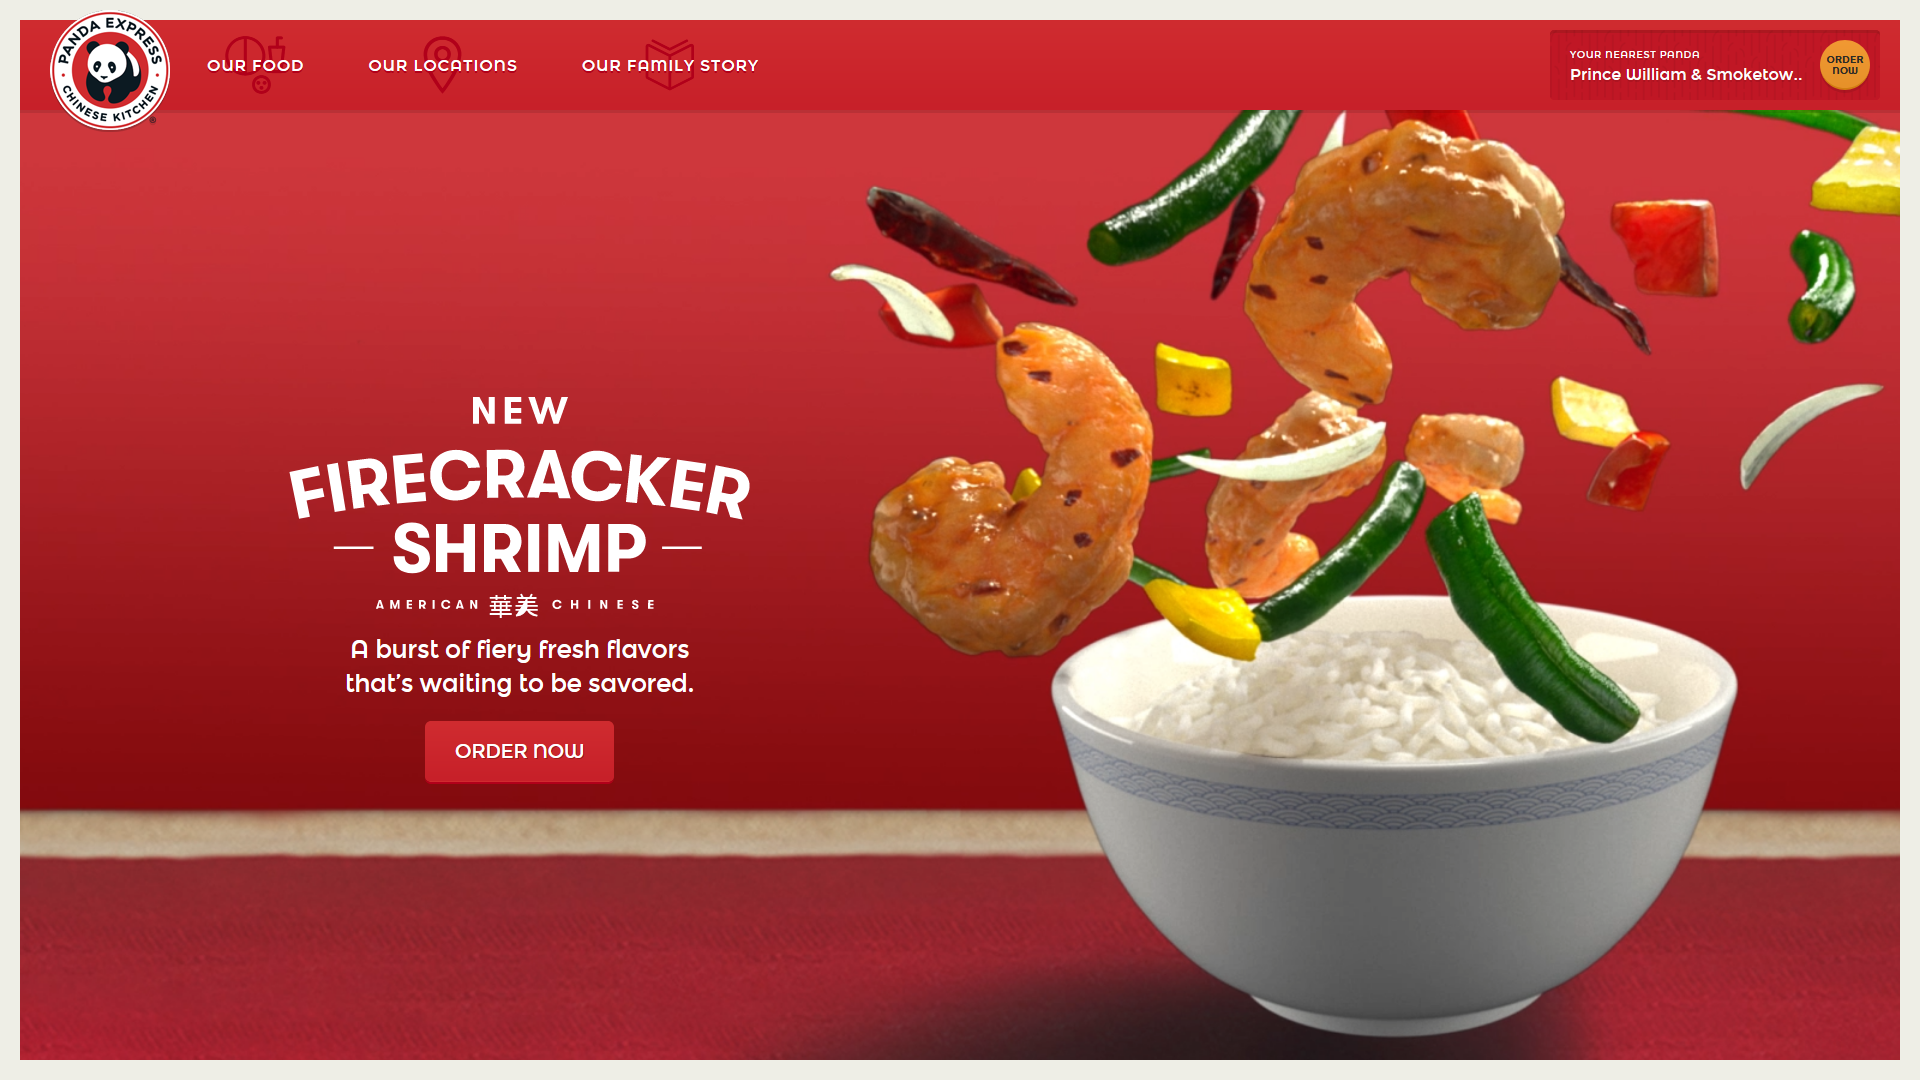 PANDA EXPRESS
CHINESE KITCHEN
OUR FOOD
OUR LOCATIONS
OUR FAMILY STORY
YOUR NEAREST PANDA
Prince William & Smoketow..
ORDER
NOW
NEW
FIRECRACKER
— SHRIMP —
AMERICAN 華美 CHINESE
A burst of fiery fresh flavors
that's waiting to be savored.
ORDER NOW